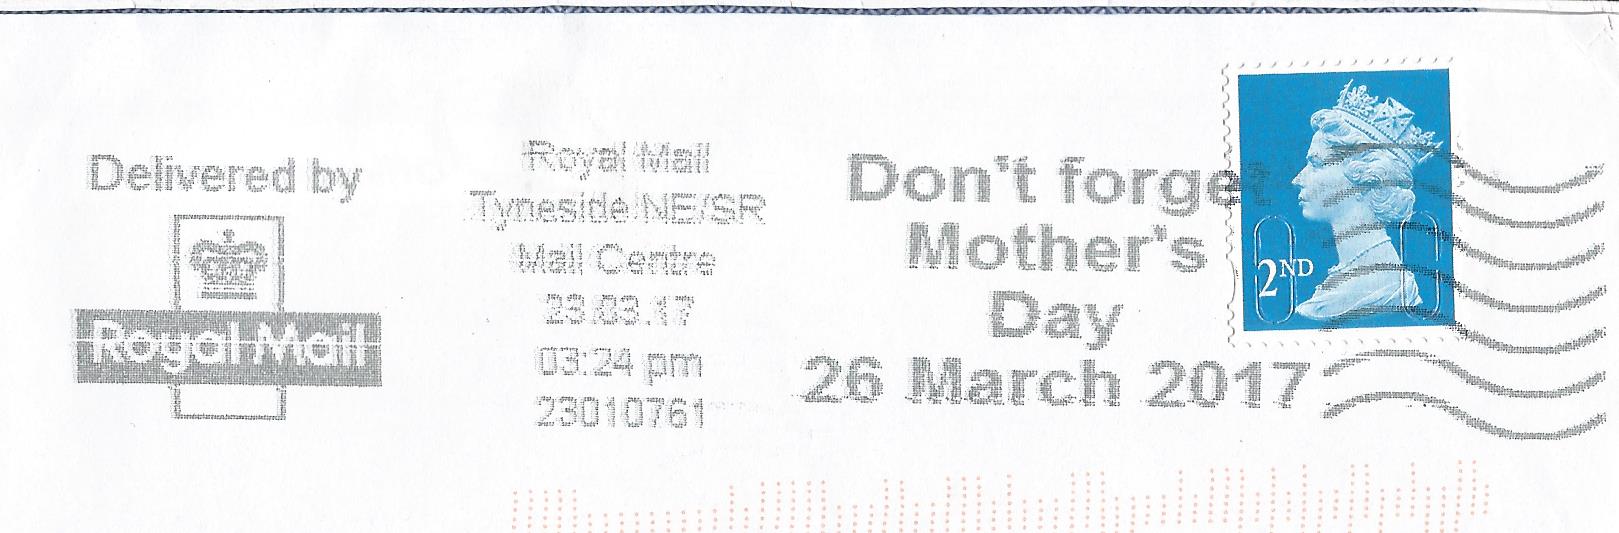 Delivered by
Royal Mail
Royal Mail
Tyneside NE/SR
Mail Centre
23.03.17
03:24 pm
23010761
Don't forget
Mother's
Day
26 March 2017
2ND